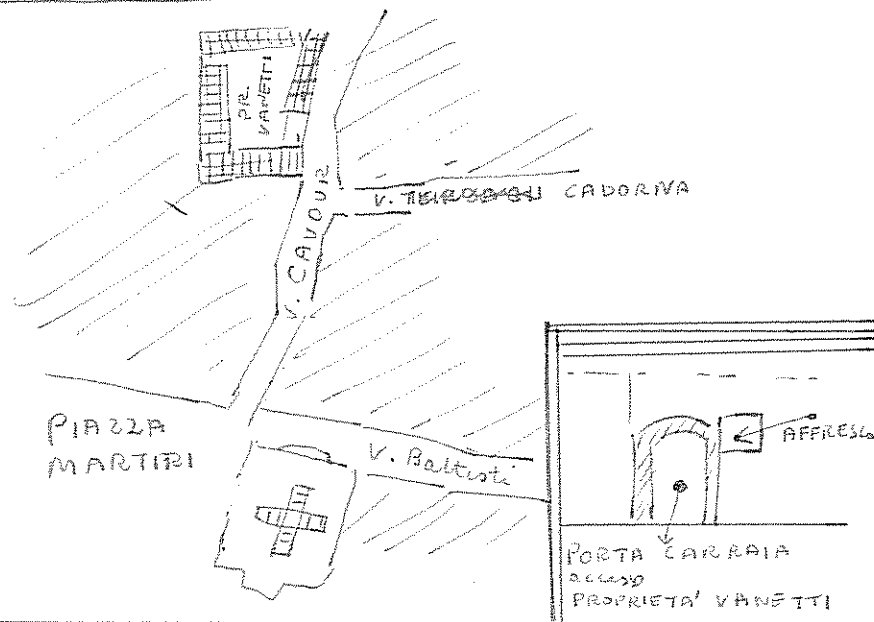 PR.
VANETTI
V. CADORNA
V. CAVOUR
PIAZZA
MARTIRI
V. Battisti
AFFRESCO
PORTA CARRAIA
accesso
PROPRIETA' VANETTI